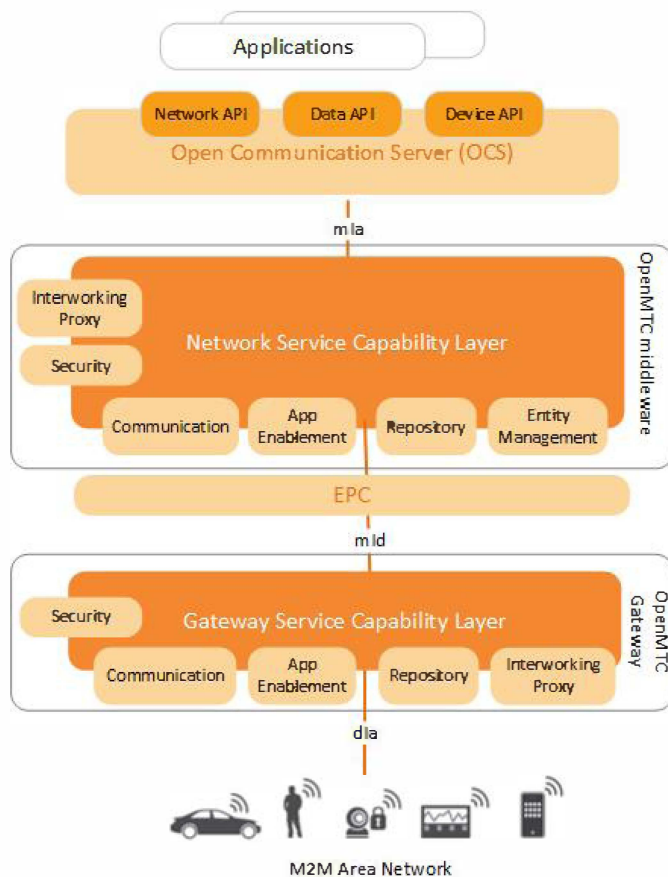 Applications
Network API
Data API
Device API
Open Communication Server (OCS)
mIa
OpenMTC middleware
Interworking
Proxy
Network Service Capability Layer
Security
Communication
App
Enablement
Repository
Entity
Management
EPC
mId
OpenMTC
Gateway
Security
Gateway Service Capability Layer
Communication
App
Enablement
Repository
Interworking
Proxy
dIa
M2M Area Network